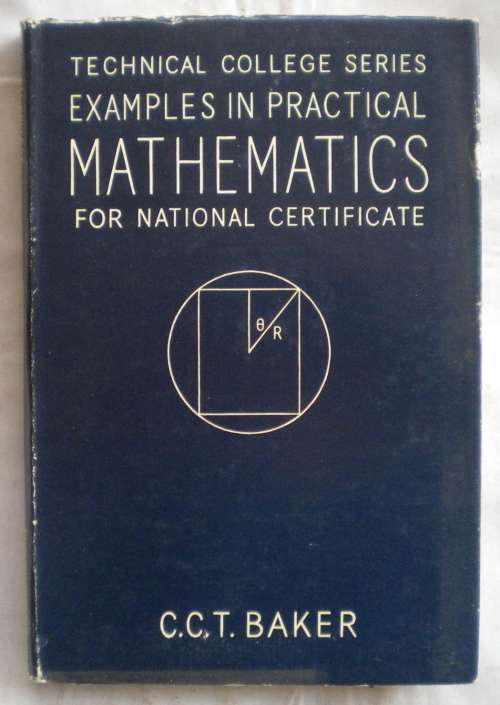 TECHNICAL COLLEGE SERIES
EXAMPLES IN PRACTICAL
MATHEMATICS
FOR NATIONAL CERTIFICATE
θ
R
C.C.T. BAKER